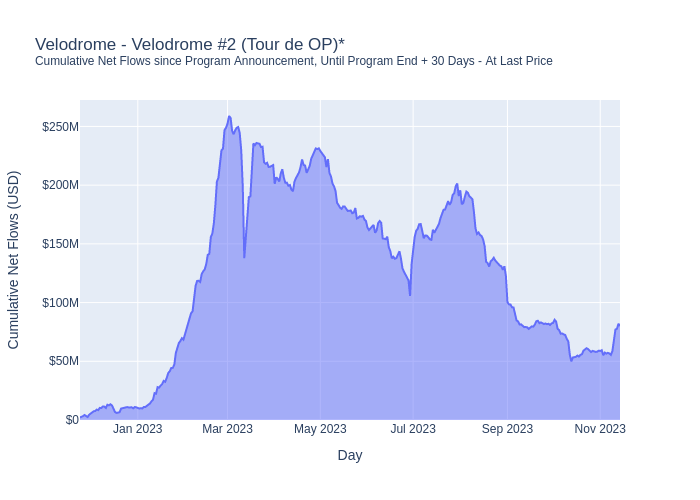 Velodrome - Velodrome #2 (Tour de OP)*
Cumulative Net Flows since Program Announcement, Until Program End + 30 Days - At Last Price
Cumulative Net Flows (USD)
$250M
$200M
$150M
$100M
$50M
$0
Jan 2023 Mar 2023 May 2023 Jul 2023 Sep 2023 Nov 2023
Day